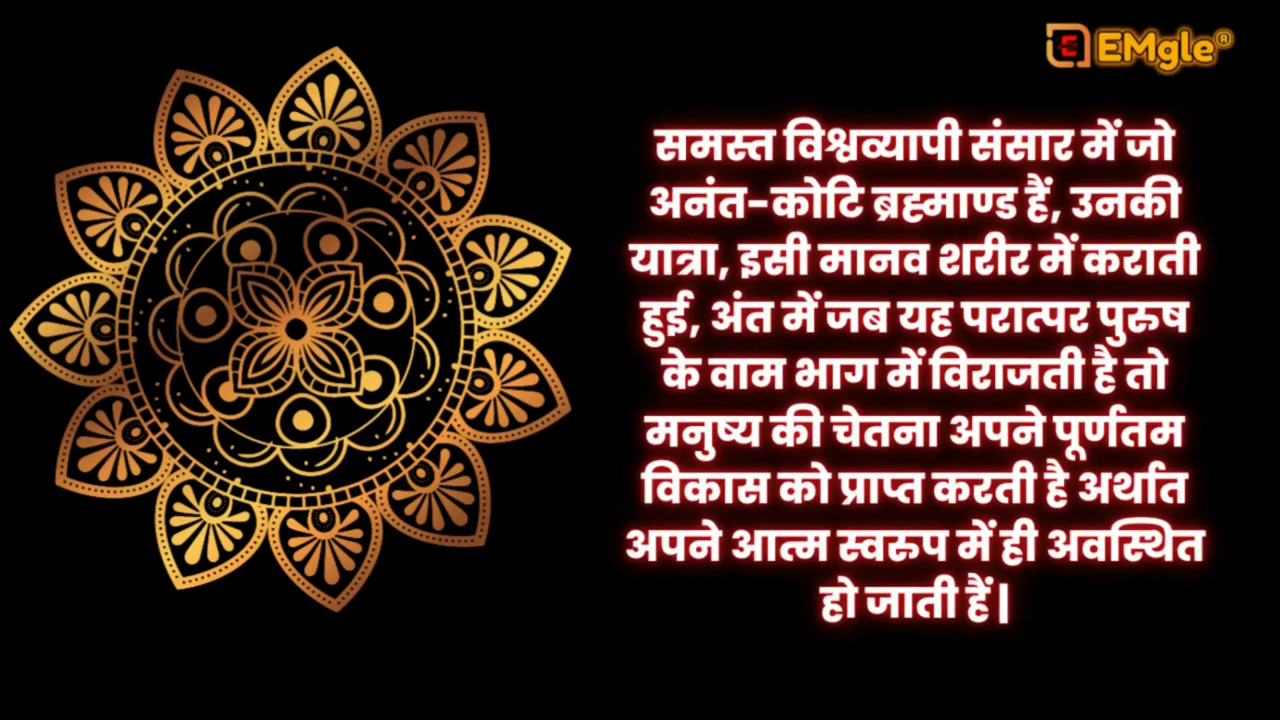 EMgle®
समस्त विश्वव्यापी संसार में जो
अनंत-कोटि ब्रह्माण्ड हैं, उनकी
यात्रा, इसी मानव शरीर में कराती
हुई, अंत में जब यह परात्पर पुरुष
के वाम भाग में विराजती है तो
मनुष्य की चेतना अपने पूर्णतम
विकास को प्राप्त करती है अर्थात
अपने आत्म स्वरुप में ही अवस्थित
हो जाती हैं|